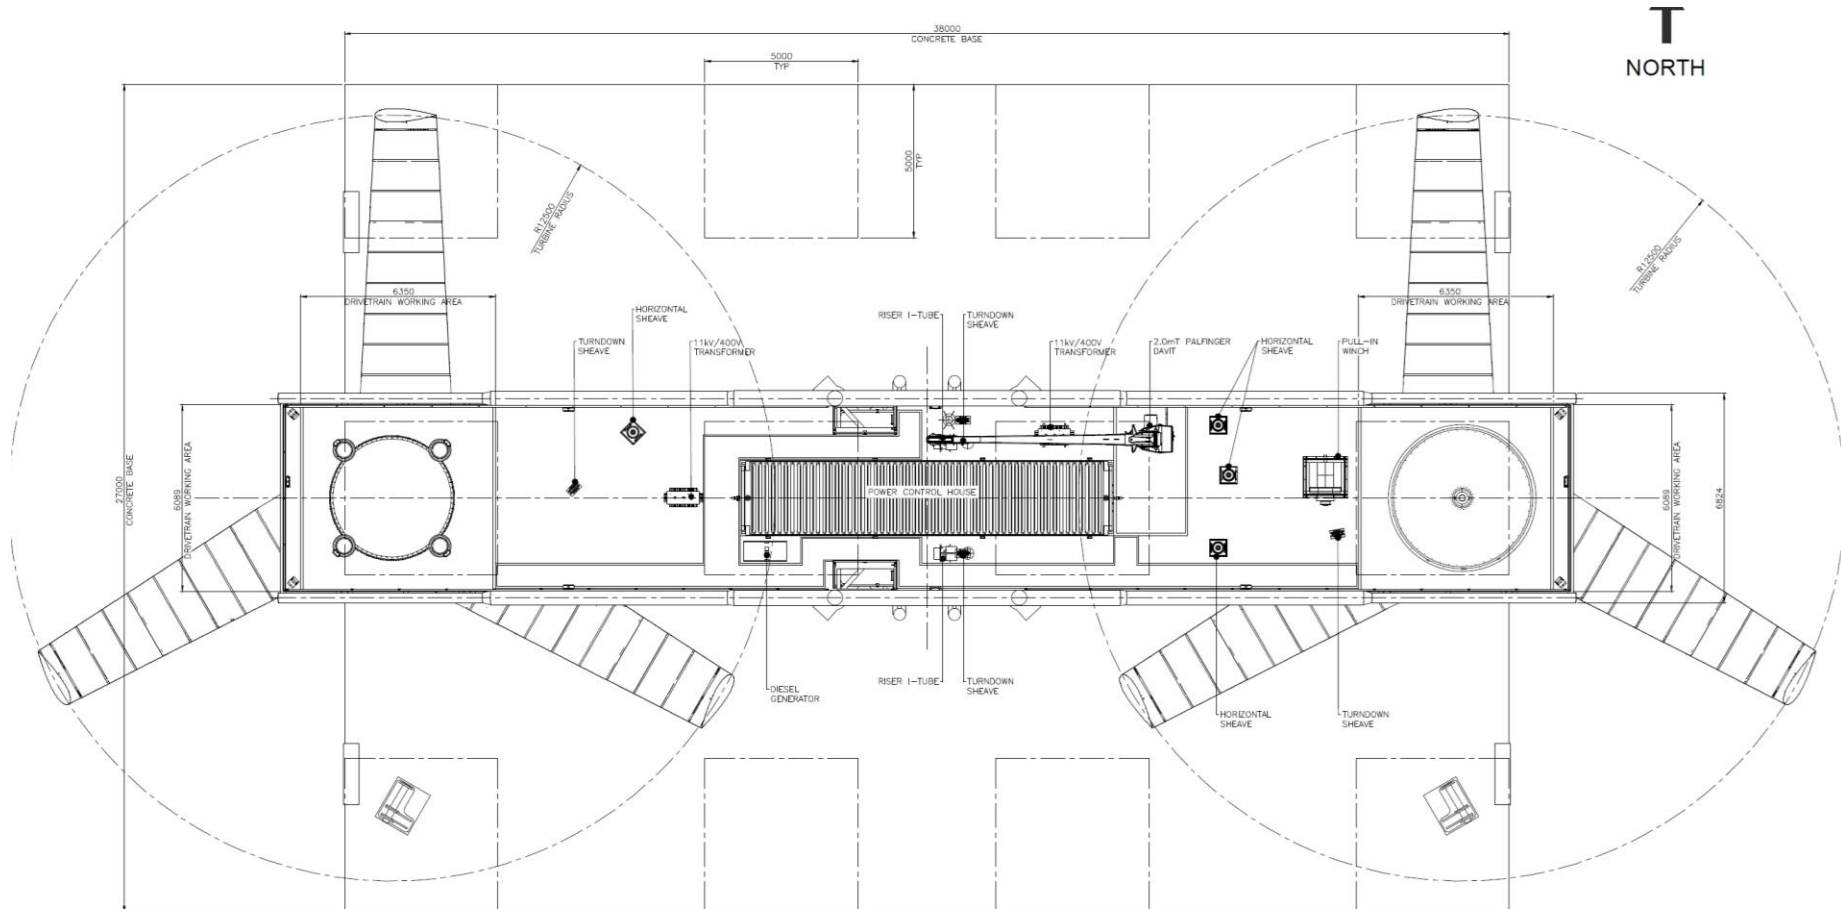 NORTH
38000
CONCRETE BASE
5000
TYP
5000
TYP
R12500
TURBINE RADIUS
R12500
TURBINE RADIUS
6350
DRIVETRAIN WORKING AREA
6350
DRIVETRAIN WORKING AREA
HORIZONTAL
SHEAVE
RISER I-TUBE
TURNDOWN
SHEAVE
TURNDOWN
SHEAVE
11kV/400V
TRANSFORMER
11kV/400V
TRANSFORMER
2.0mT PALFINGER
DAVIT
HORIZONTAL
SHEAVE
PULL-IN
WINCH
27000
CONCRETE BASE
6089
DRIVETRAIN WORKING AREA
POWER CONTROL HOUSE
6089
DRIVETRAIN WORKING AREA
6824
DIESEL
GENERATOR
RISER I-TUBE
TURNDOWN
SHEAVE
HORIZONTAL
SHEAVE
TURNDOWN
SHEAVE